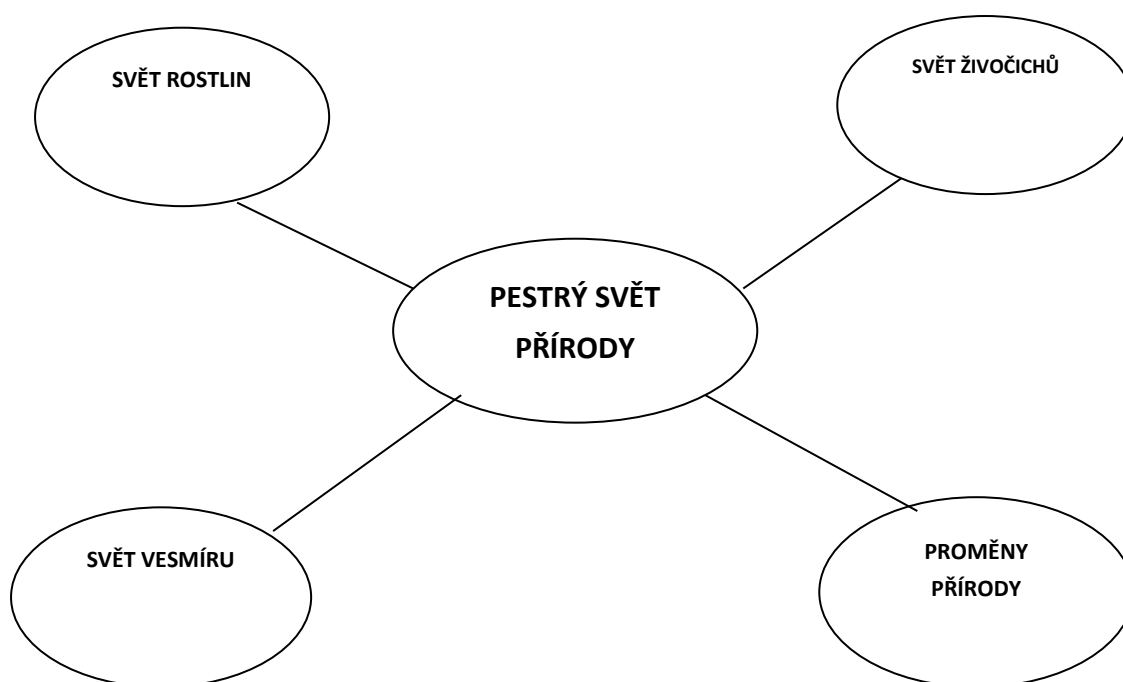 SVĚT ROSTLIN
SVĚT ŽIVOČICHŮ
PESTRÝ SVĚT
PŘÍRODY
SVĚT VESMÍRU
PROMĚNY
PŘÍRODY